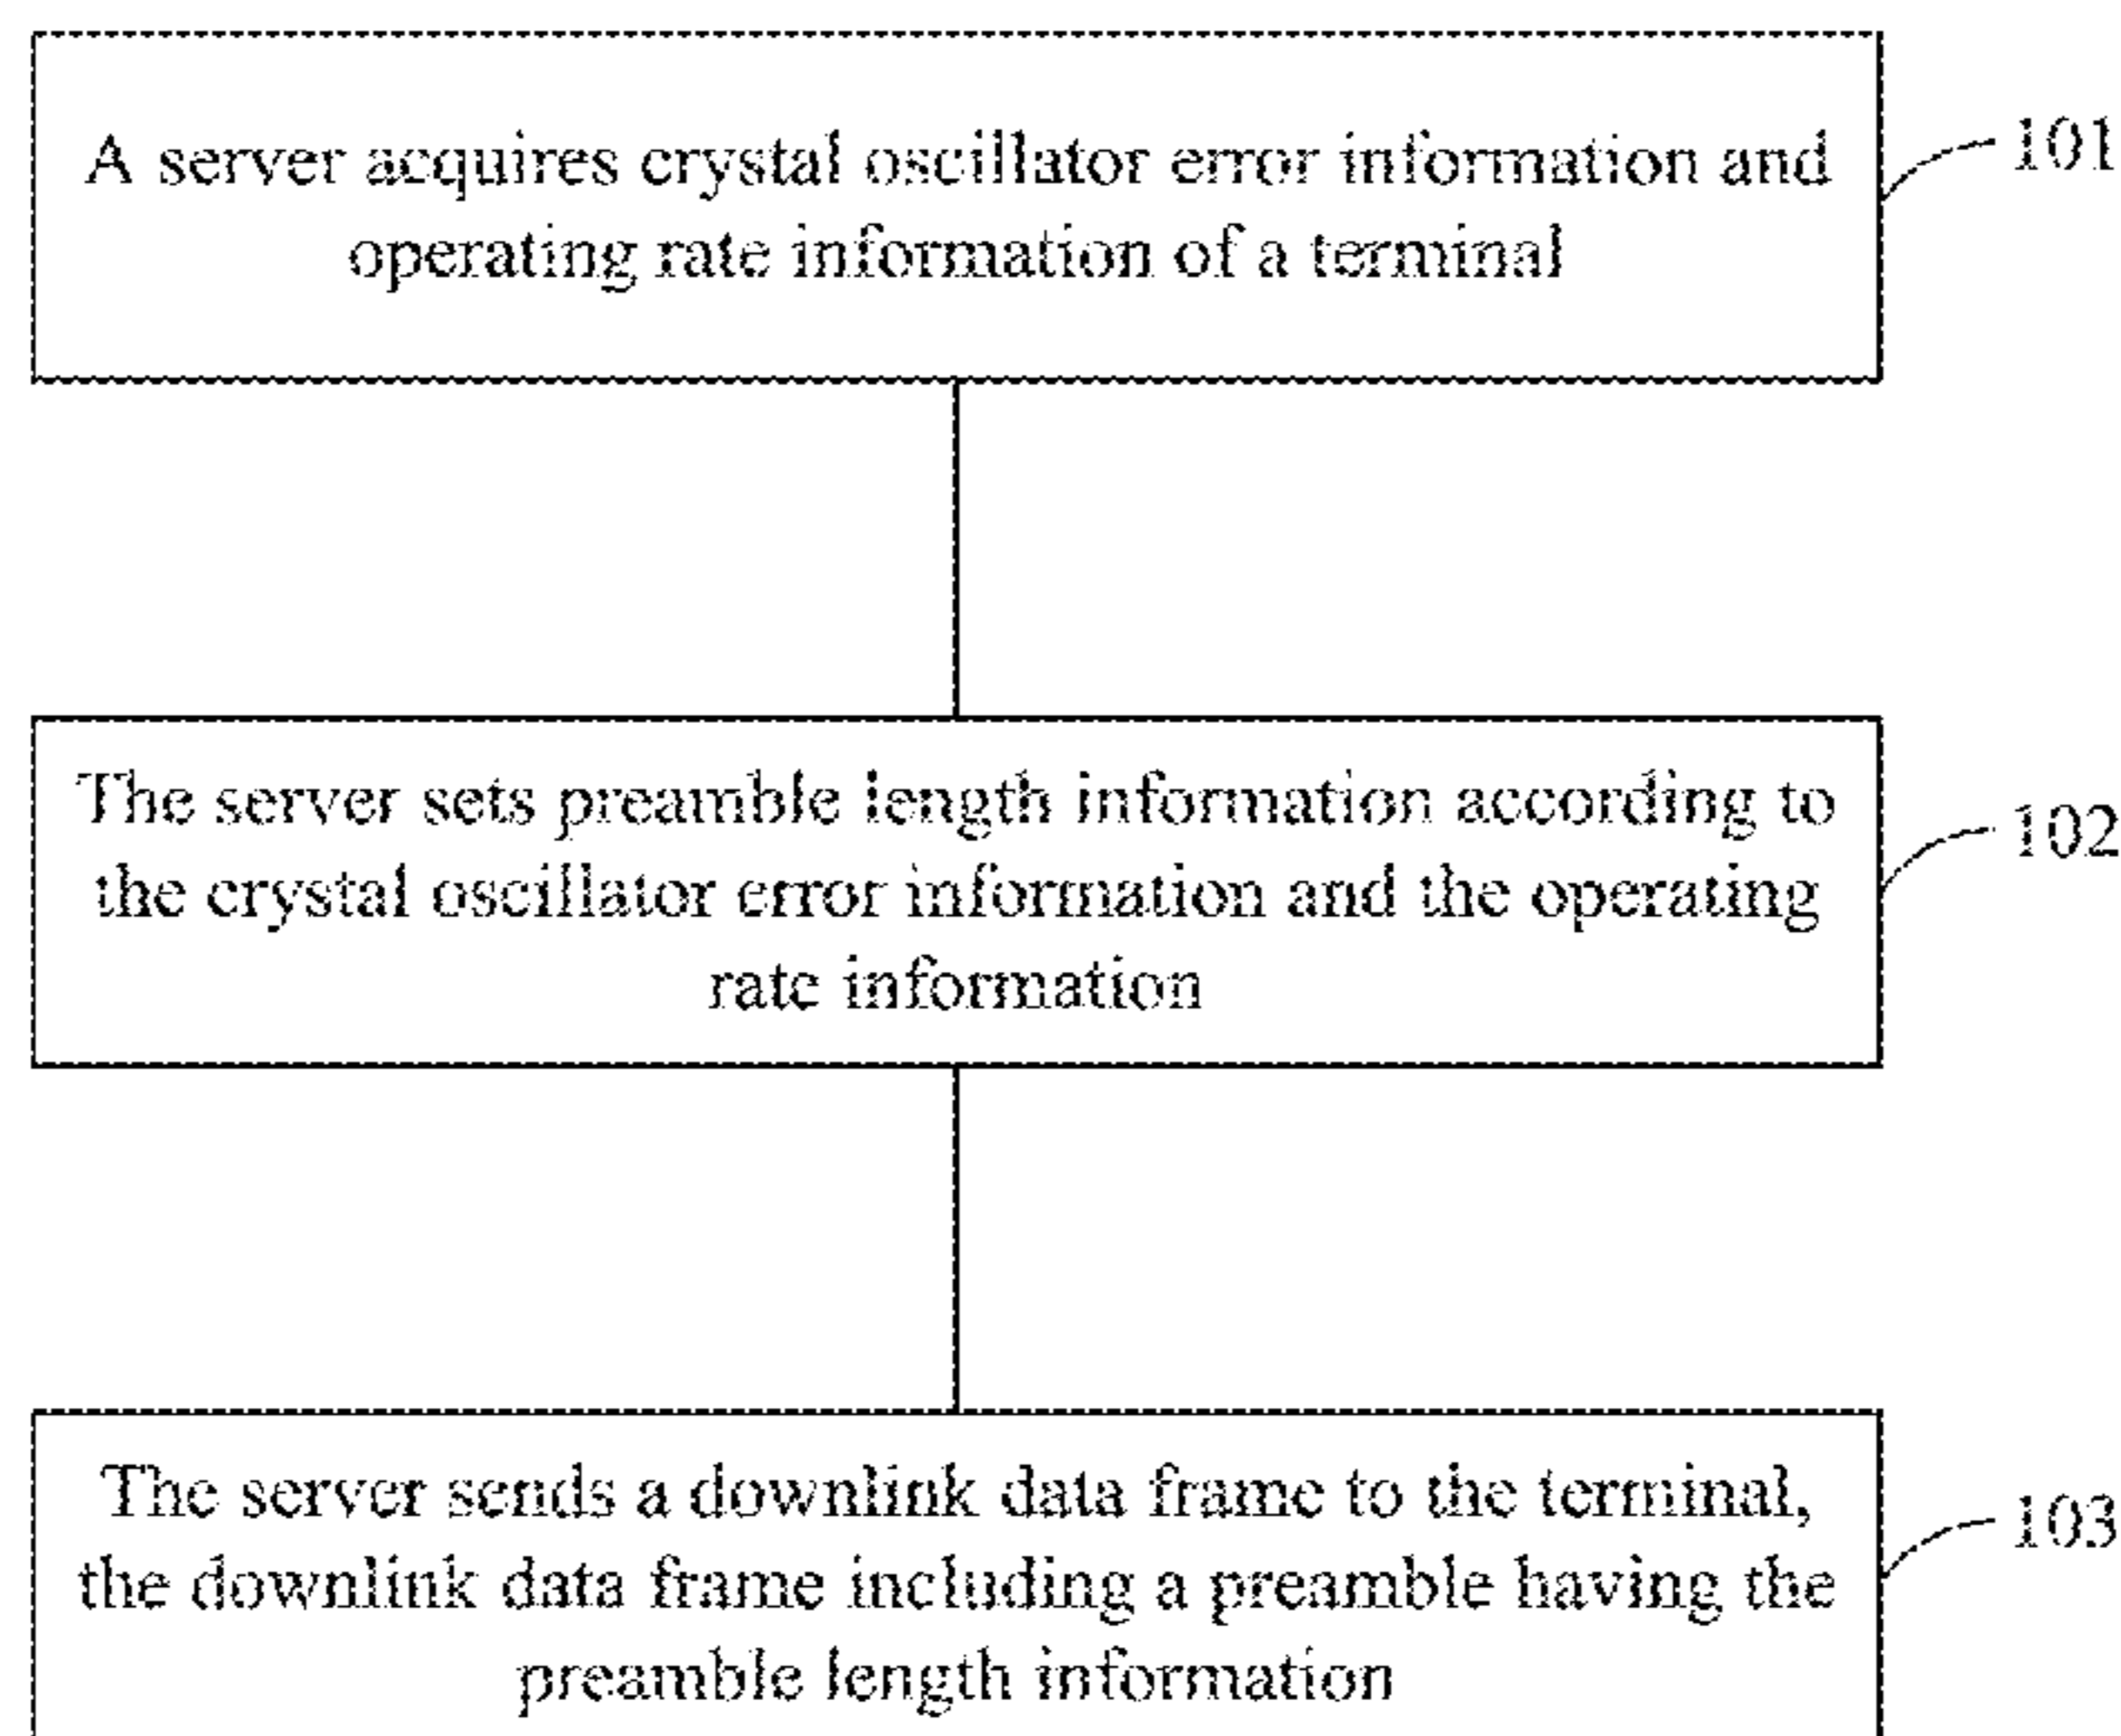 A server acquires crystal oscillator error information and
operating rate information of a terminal
101
The server sets preamble length information according to
the crystal oscillator error information and the operating
rate information
102
The server sends a downlink data frame to the terminal,
the downlink data frame including a preamble having the
preamble length information
103